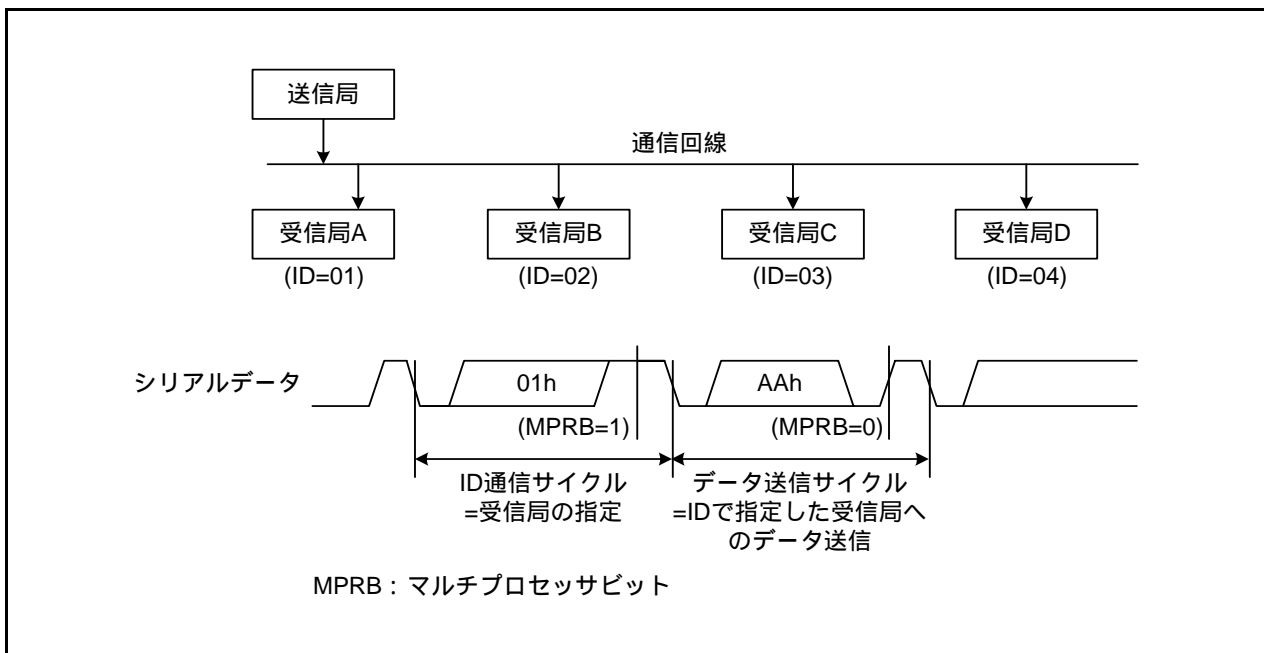 送信局
通信回線
受信局A
受信局B
受信局C
受信局D
(ID=01)
(ID=02)
(ID=03)
(ID=04)
シリアルデータ
01h
AAh
(MPRB=1)
(MPRB=0)
ID通信サイクル
=受信局の指定
データ送信サイクル
=IDで指定した受信局へ
のデータ送信
MPRB：マルチプロセッサビット